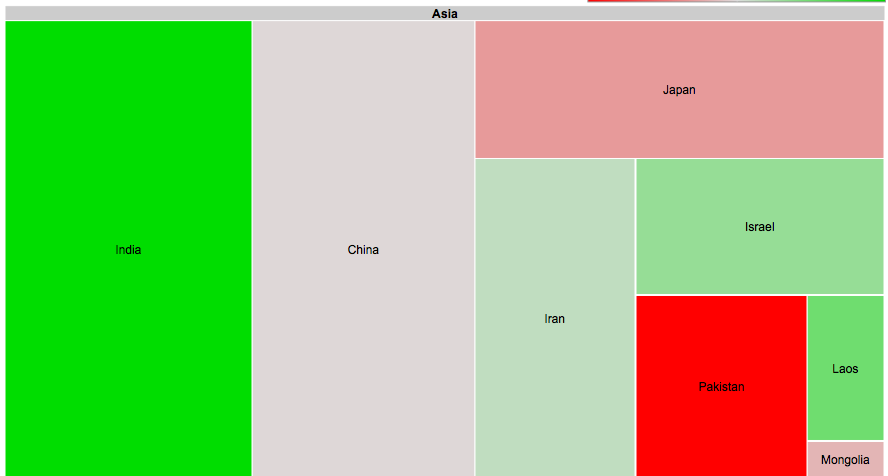 Asia
India
China
Japan
Iran
Israel
Pakistan
Laos
Mongolia